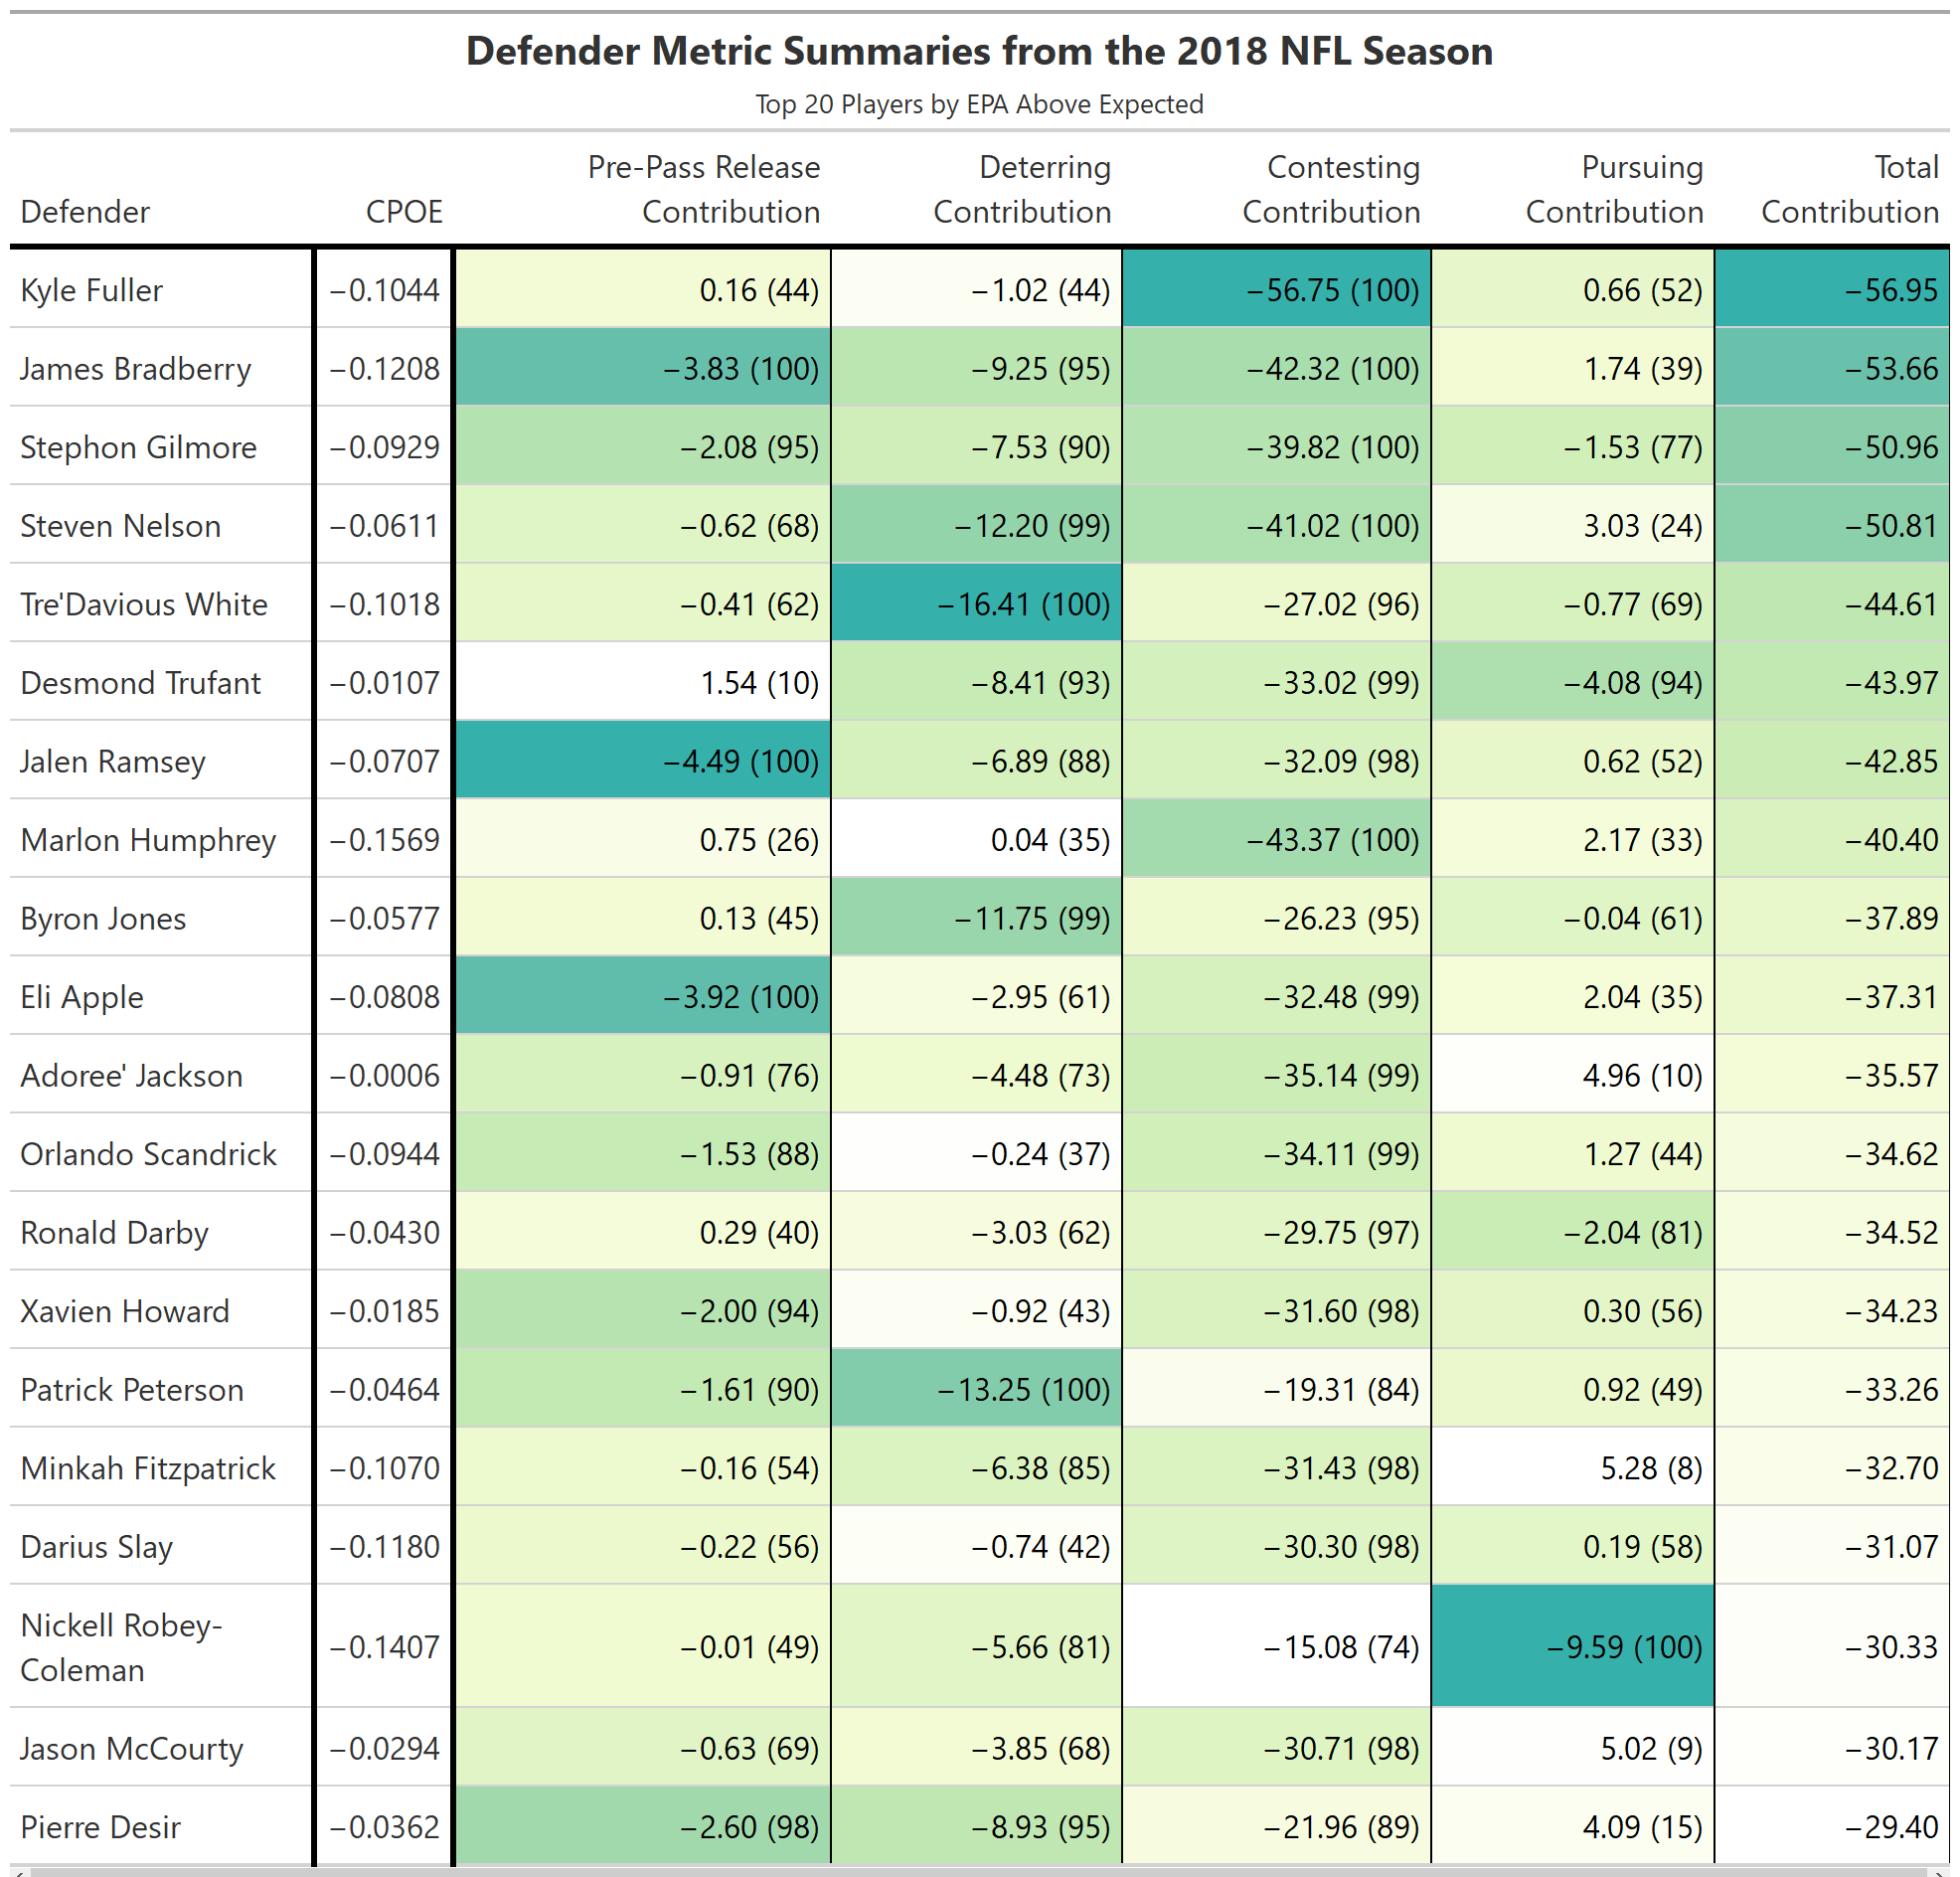 Defender Metric Summaries from the 2018 NFL Season
Top 20 Players by EPA Above Expected
Defender CPOE Pre-Pass Release Contribution Deterring Contribution Contesting Contribution Pursuing Contribution Total Contribution
Kyle Fuller −0.1044 0.16 (44) −1.02 (44) −56.75 (100) 0.66 (52) −56.95
James Bradberry −0.1208 −3.83 (100) −9.25 (95) −42.32 (100) 1.74 (39) −53.66
Stephon Gilmore −0.0929 −2.08 (95) −7.53 (90) −39.82 (100) −1.53 (77) −50.96
Steven Nelson −0.0611 −0.62 (68) −12.20 (99) −41.02 (100) 3.03 (24) −50.81
Tre'Davious White −0.1018 −0.41 (62) −16.41 (100) −27.02 (96) −0.77 (69) −44.61
Desmond Trufant −0.0107 1.54 (10) −8.41 (93) −33.02 (99) −4.08 (94) −43.97
Jalen Ramsey −0.0707 −4.49 (100) −6.89 (88) −32.09 (98) 0.62 (52) −42.85
Marlon Humphrey −0.1569 0.75 (26) 0.04 (35) −43.37 (100) 2.17 (33) −40.40
Byron Jones −0.0577 0.13 (45) −11.75 (99) −26.23 (95) −0.04 (61) −37.89
Eli Apple −0.0808 −3.92 (100) −2.95 (61) −32.48 (99) 2.04 (35) −37.31
Adoree' Jackson −0.0006 −0.91 (76) −4.48 (73) −35.14 (99) 4.96 (10) −35.57
Orlando Scandrick −0.0944 −1.53 (88) −0.24 (37) −34.11 (99) 1.27 (44) −34.62
Ronald Darby −0.0430 0.29 (40) −3.03 (62) −29.75 (97) −2.04 (81) −34.52
Xavien Howard −0.0185 −2.00 (94) −0.92 (43) −31.60 (98) 0.30 (56) −34.23
Patrick Peterson −0.0464 −1.61 (90) −13.25 (100) −19.31 (84) 0.92 (49) −33.26
Minkah Fitzpatrick −0.1070 −0.16 (54) −6.38 (85) −31.43 (98) 5.28 (8) −32.70
Darius Slay −0.1180 −0.22 (56) −0.74 (42) −30.30 (98) 0.19 (58) −31.07
Nickell Robey-
Coleman −0.1407 −0.01 (49) −5.66 (81) −15.08 (74) −9.59 (100) −30.33
Jason McCourty −0.0294 −0.63 (69) −3.85 (68) −30.71 (98) 5.02 (9) −30.17
Pierre Desir −0.0362 −2.60 (98) −8.93 (95) −21.96 (89) 4.09 (15) −29.40